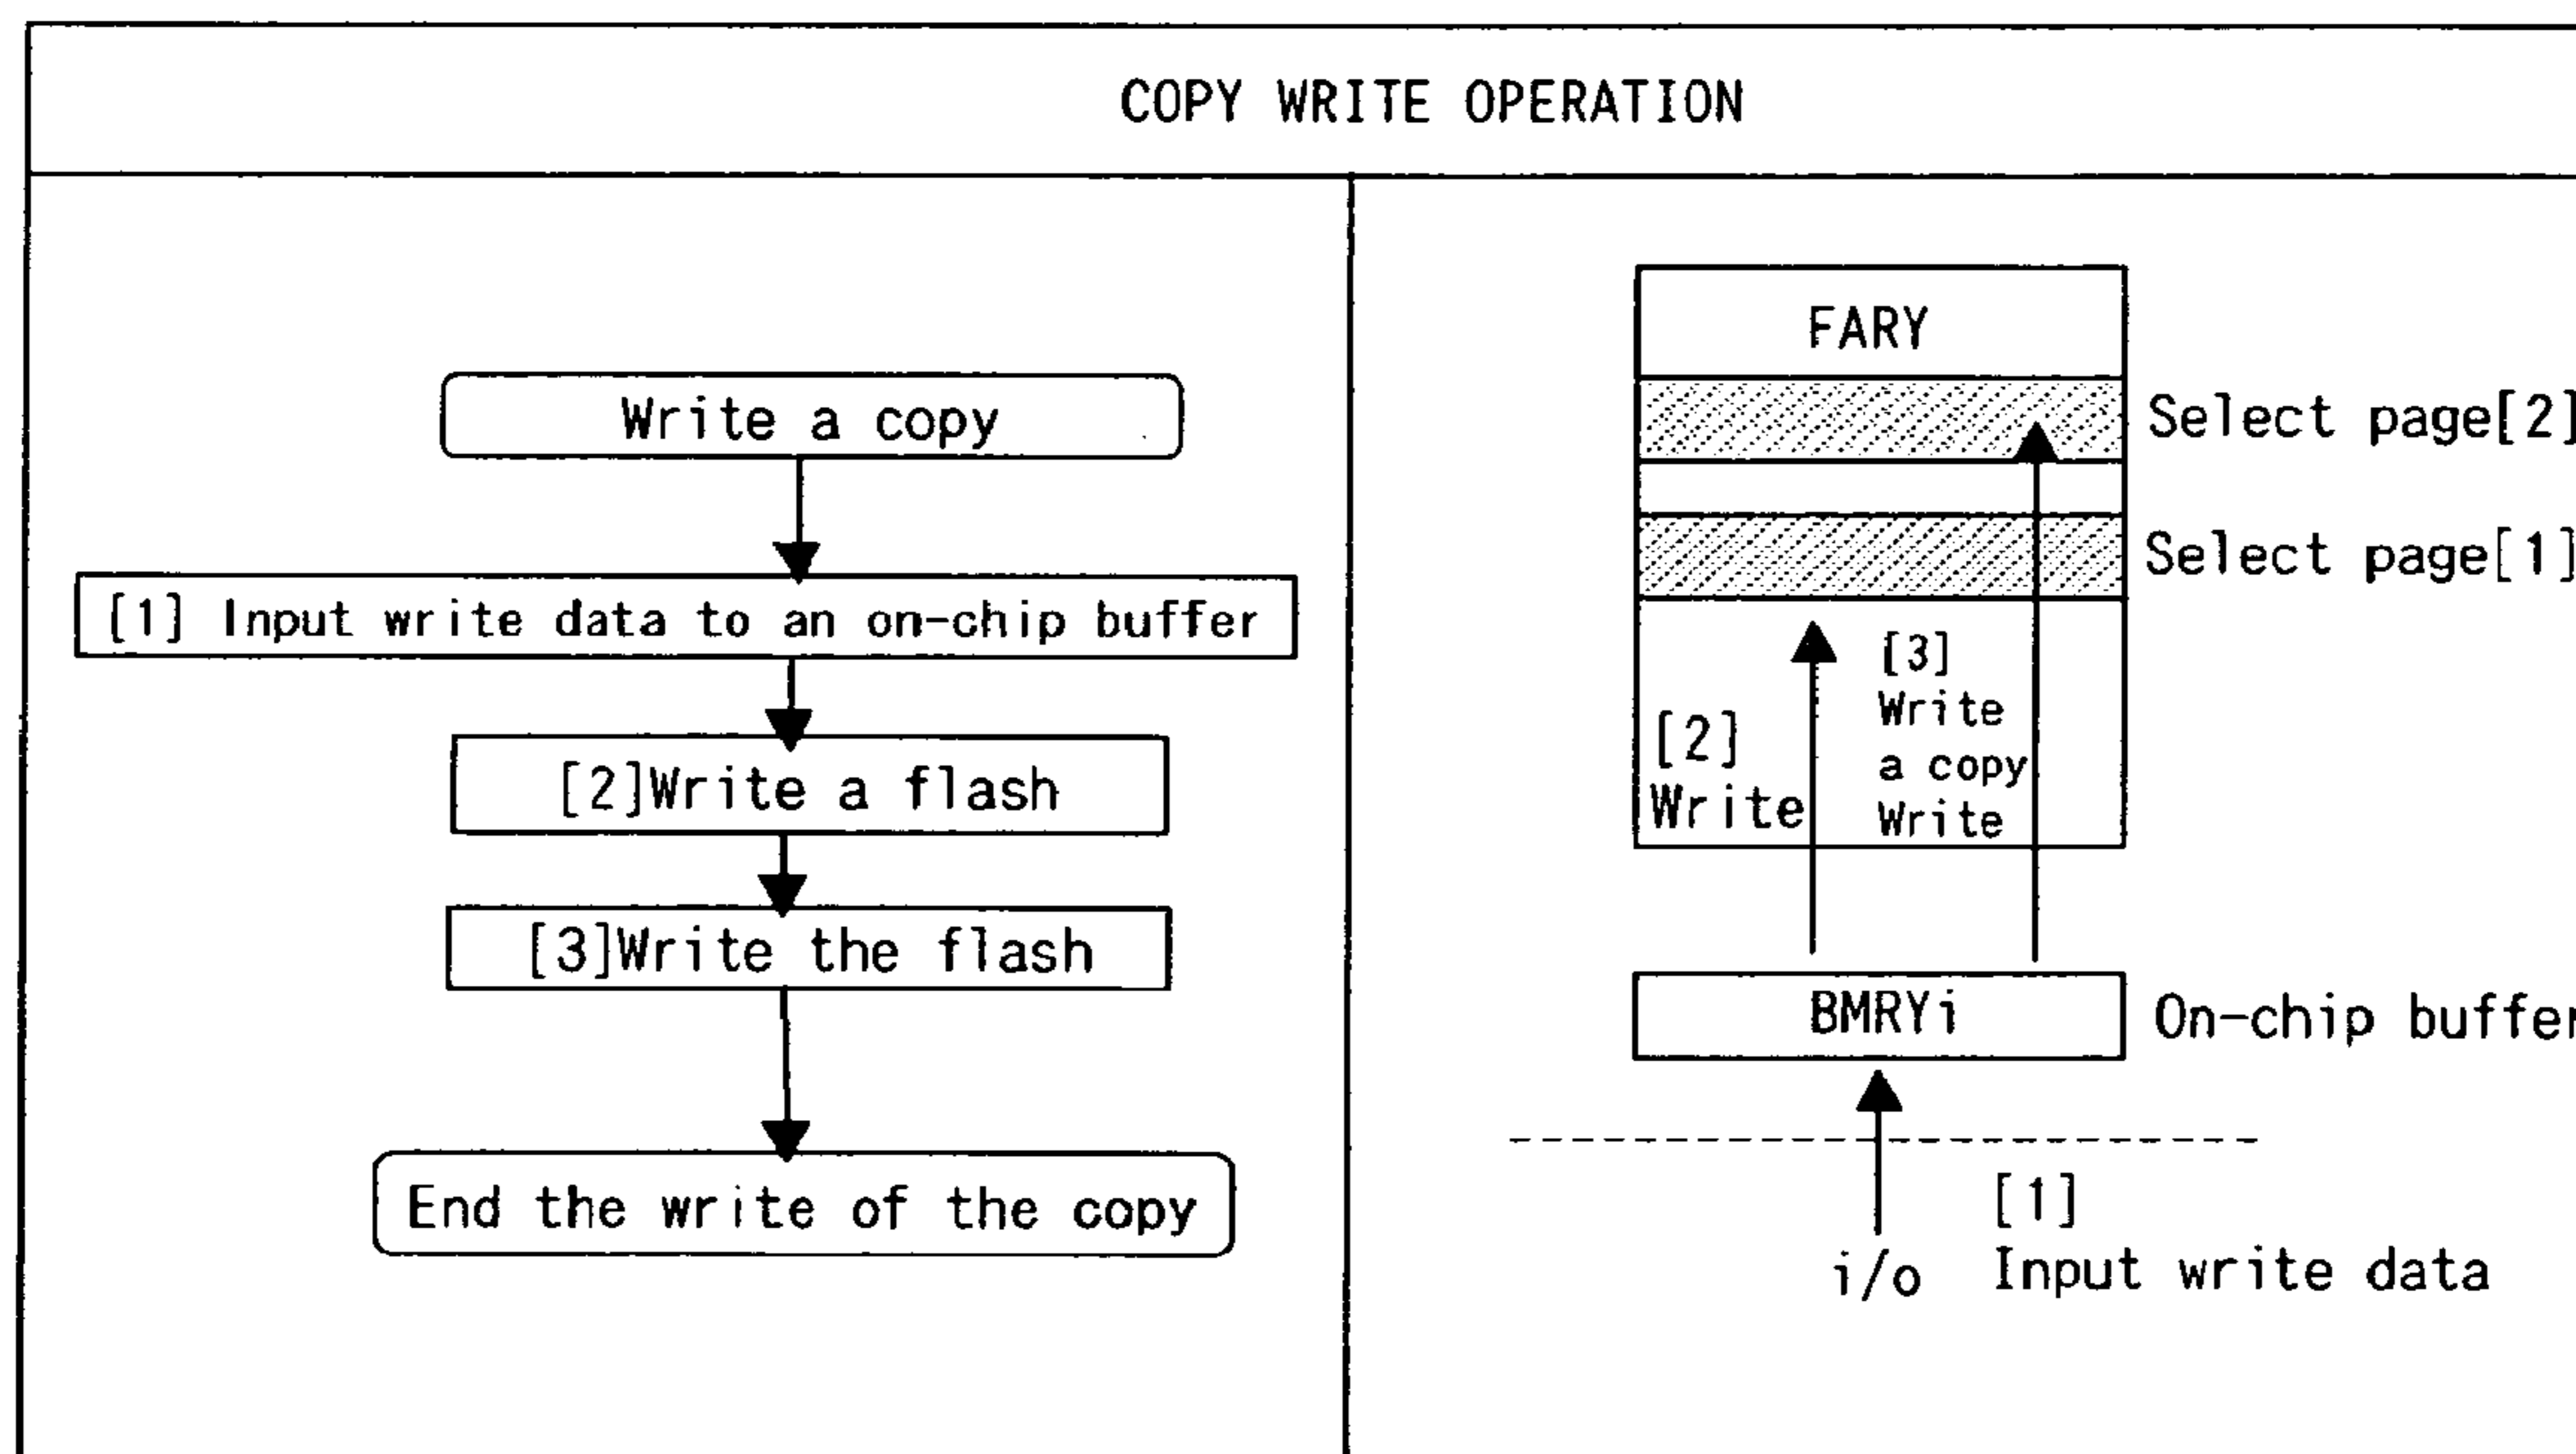 COPY WRITE OPERATION
Write a copy
[1] Input write data to an on-chip buffer
[2]Write a flash
[3]Write the flash
End the write of the copy
FARY
Select page[2]
Select page[1]
[2]
Write
[3]
Write
a copy
Write
BMRYi
On-chip buffer
[1]
i/o
Input write data